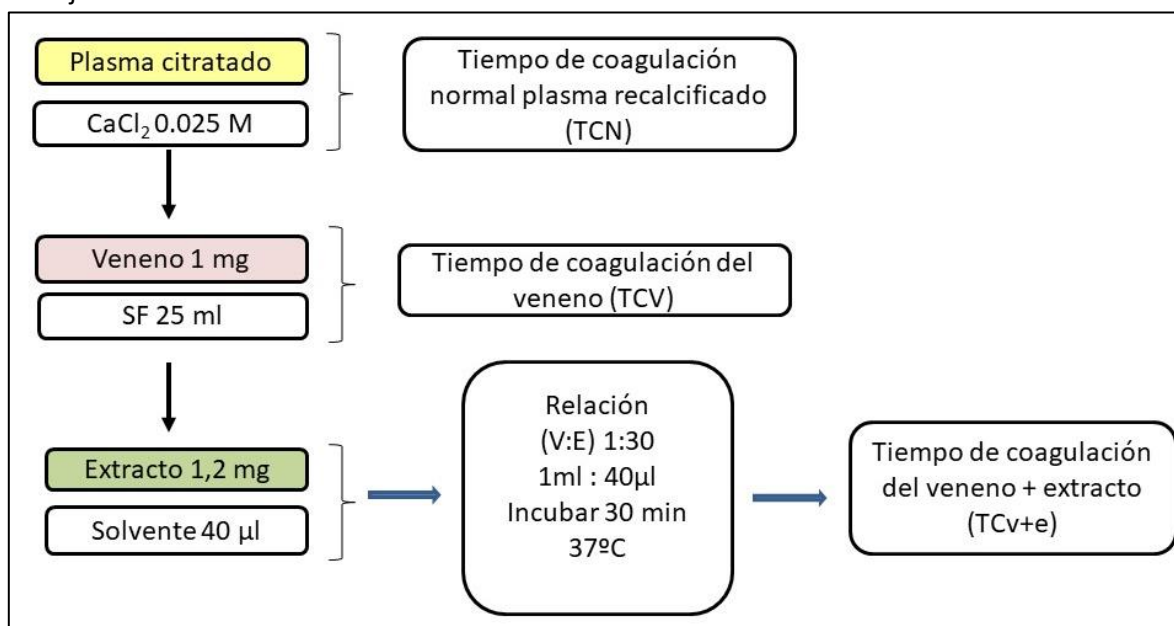 Plasma citratado
CaCl₂ 0.025 M
Tiempo de coagulación
normal plasma recalcificado
(TCN)
Veneno 1 mg
SF 25 ml
Tiempo de coagulación del
veneno (TCV)
Extracto 1,2 mg
Solvente 40 µl
Relación
(V:E) 1:30
1ml : 40µl
Incubar 30 min
37ºC
Tiempo de coagulación
del veneno + extracto
(TCv+e)